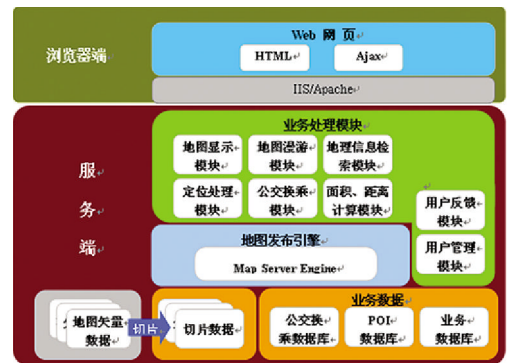 浏览器端
Web 网 页
HTML
Ajax
IIS/Apache
服
务
端
业务处理模块
地图显示
模块
地图漫游
模块
地理信息检
索模块
定位处理
模块
公交换乘
模块
面积、距离
计算模块
用户反馈
模块
用户管理
模块
地图发布引擎
Map Server Engine
地图矢量
数据
切片
切片数据
业务数据
公交换
乘数据库
POI
数据库
业务
数据库